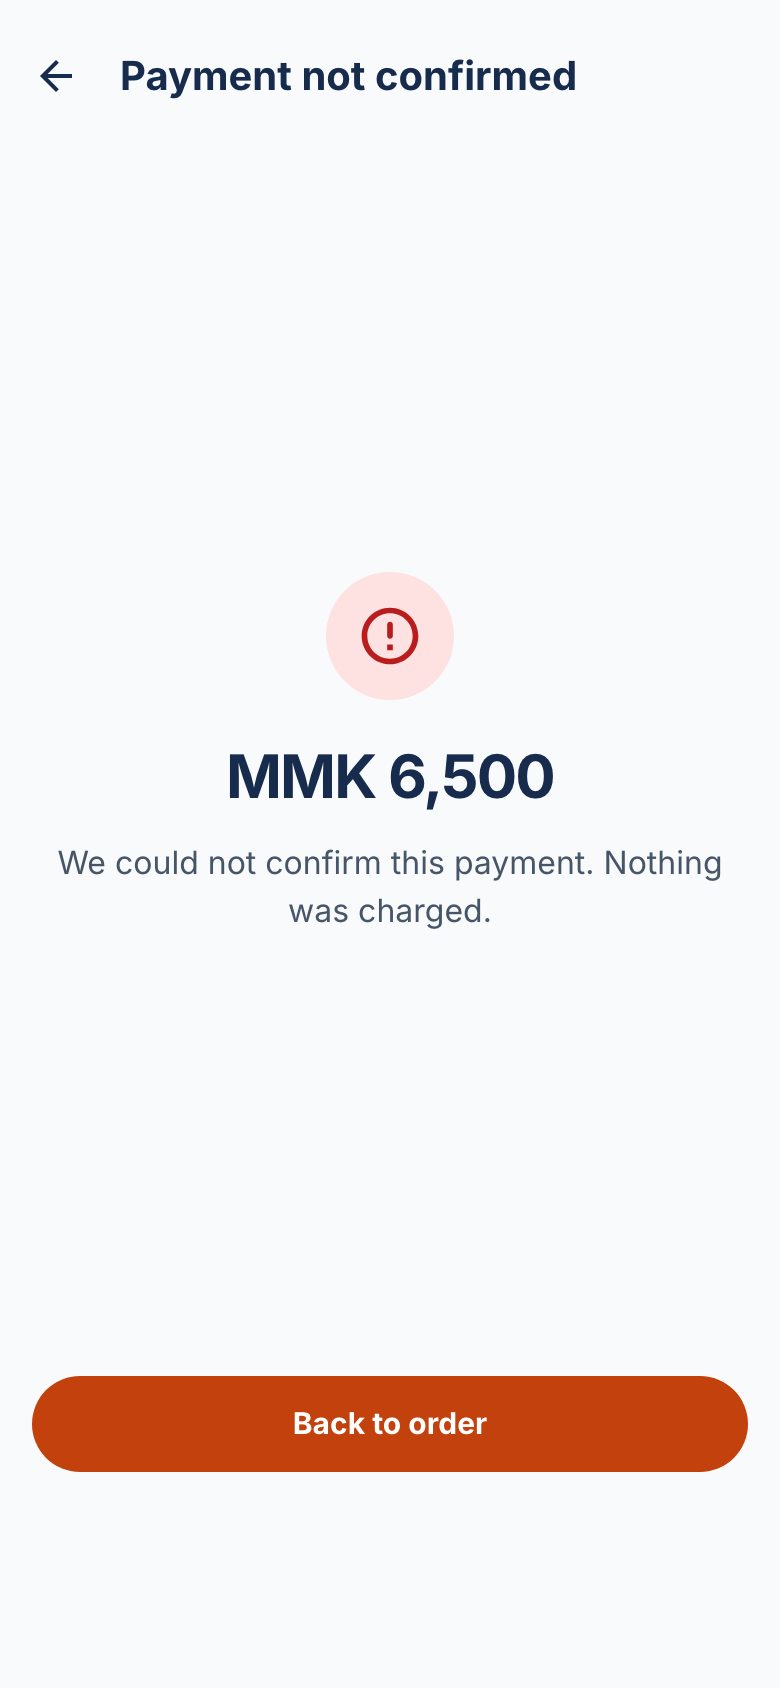 Payment not confirmed
MMK 6,500
We could not confirm this payment. Nothing
was charged.
Back to order